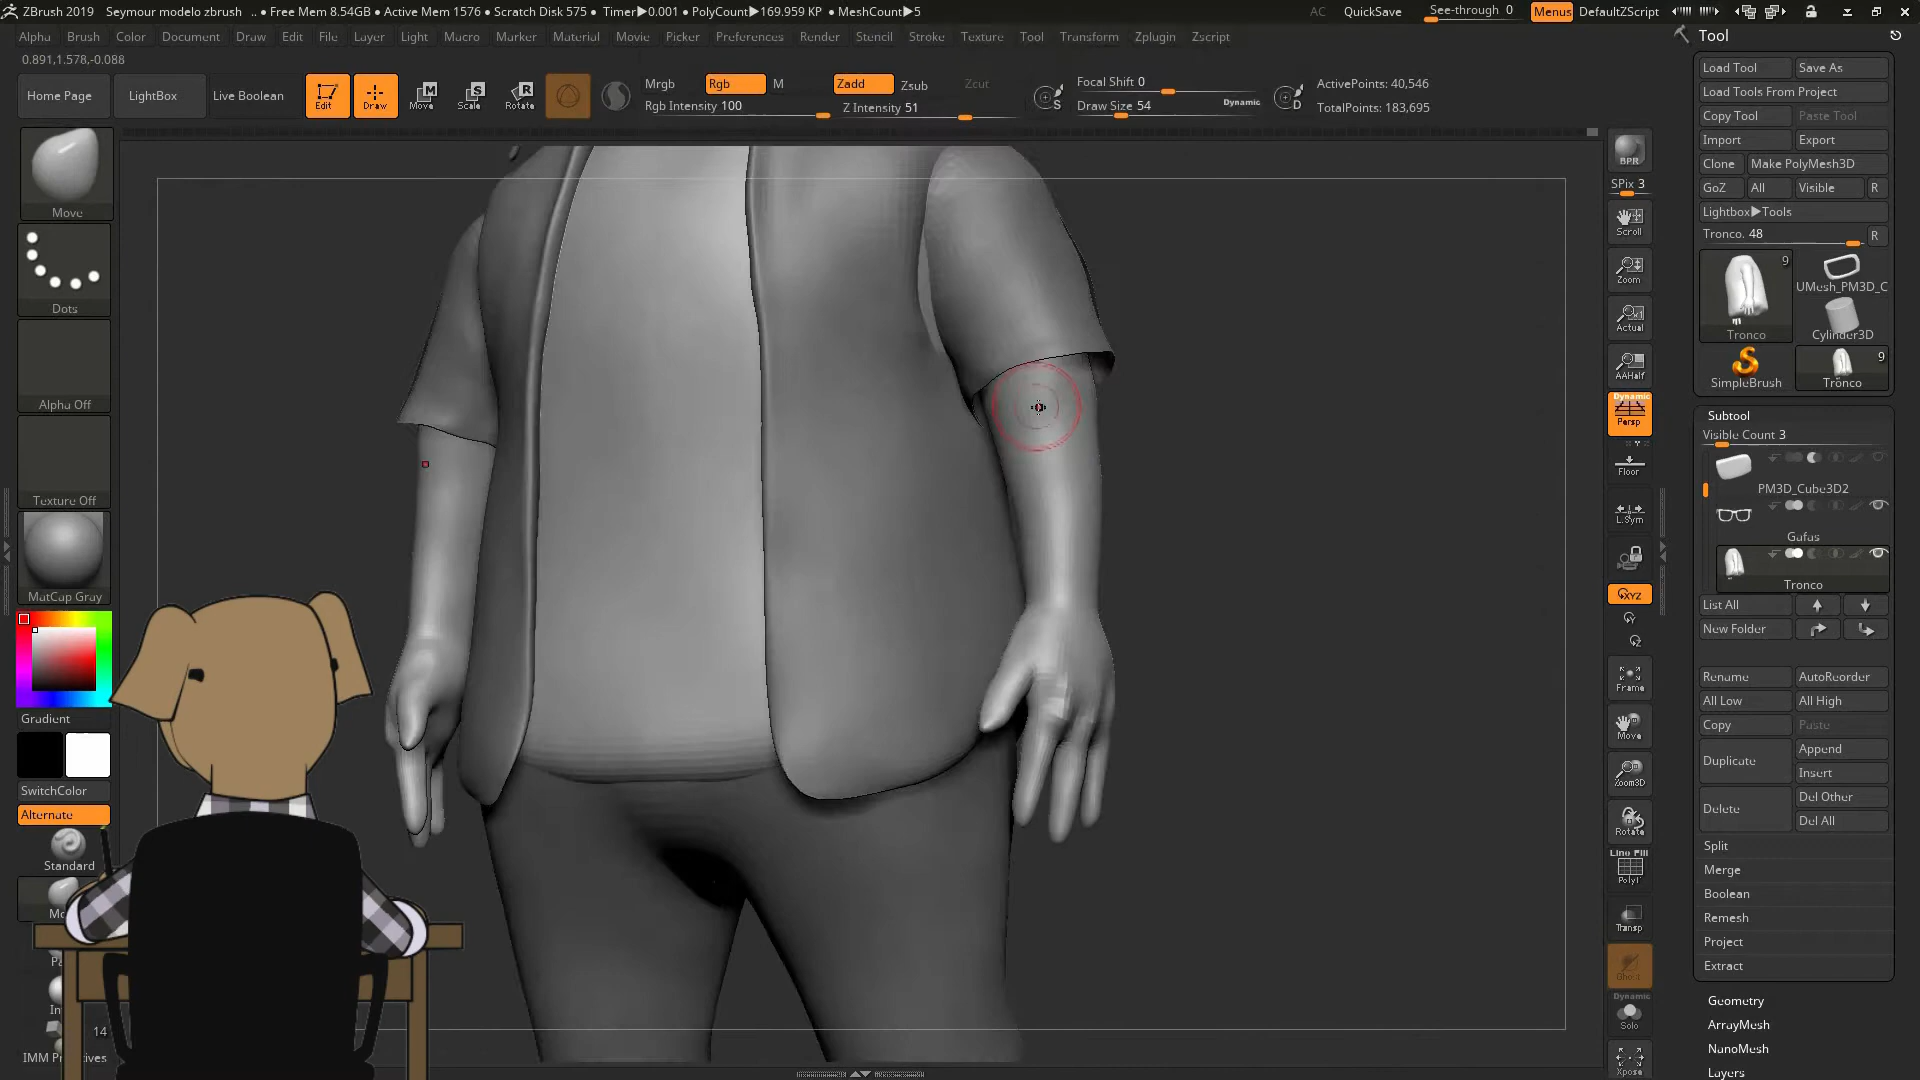 ZBrush 2019 Seymour modelo zbrush .. ● Free Mem 8.54GB ● Active Mem 1576 ● Scratch Disk 575 ● Timer▶0.001 ● PolyCount▶169.959 KP ● MeshCount▶5 AC QuickSave See-through 0 Menus DefaultZScript
Alpha Brush Color Document Draw Edit File Layer Light Macro Marker Material Movie Picker Preferences Render Stencil Stroke Texture Tool Transform Zplugin Zscript
0.891,1.578,-0.088
Home Page LightBox Live Boolean Edit Draw Move Scale Rotate
Mrgb Rgb M
Rgb Intensity 100
Zadd Zsub Zcut
Z Intensity 51
S
Focal Shift 0
Draw Size 54 Dynamic
D
ActivePoints: 40,546
TotalPoints: 183,695
Move
Dots
Alpha Off
Texture Off
MatCap Gray
Gradient
SwitchColor
Alternate
Standard
14
BPR
SPix 3
Scroll
Zoom
Actual
AAHalf
Dynamic
Persp
Floor
L.Sym
XYZ
Y
Z
Frame
Move
Zoom3D
Rotate
Line Fill
PolyF
Transp
Ghost
Dynamic
Solo
Xpose
Tool
Load Tool Save As
Load Tools From Project
Copy Tool Paste Tool
Import Export
Clone Make PolyMesh3D
GoZ All Visible R
Lightbox▶Tools
Tronco. 48 R
9
UMesh_PM3D_C
Tronco Cylinder3D
9
SimpleBrush Tronco
Subtool
Visible Count 3
PM3D_Cube3D2
Gafas
Tronco
List All
New Folder
Rename AutoReorder
All Low All High
Copy Paste
Duplicate Append
Insert
Delete Del Other
Del All
Split
Merge
Boolean
Remesh
Project
Extract
Geometry
ArrayMesh
NanoMesh
Layers